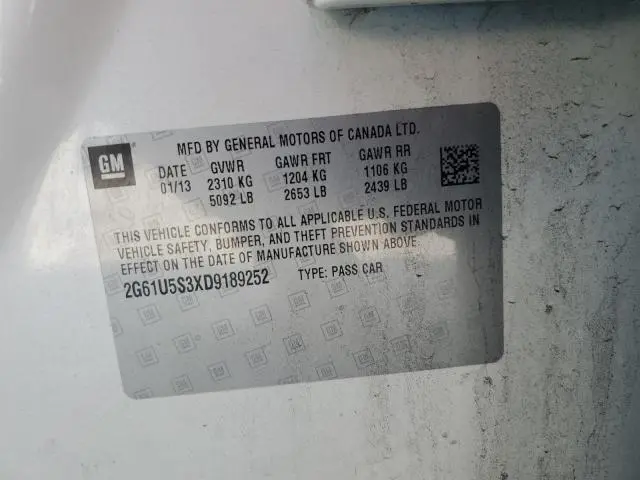 MFD BY GENERAL MOTORS OF CANADA LTD.
GM
DATE GVWR GAWR FRT GAWR RR
01/13 2310 KG 1204 KG 1106 KG
5092 LB 2653 LB 2439 LB
THIS VEHICLE CONFORMS TO ALL APPLICABLE U.S. FEDERAL MOTOR
VEHICLE SAFETY, BUMPER, AND THEFT PREVENTION STANDARDS IN
EFFECT ON THE DATE OF MANUFACTURE SHOWN ABOVE.
2G61U5S3XD9189252 TYPE: PASS CAR